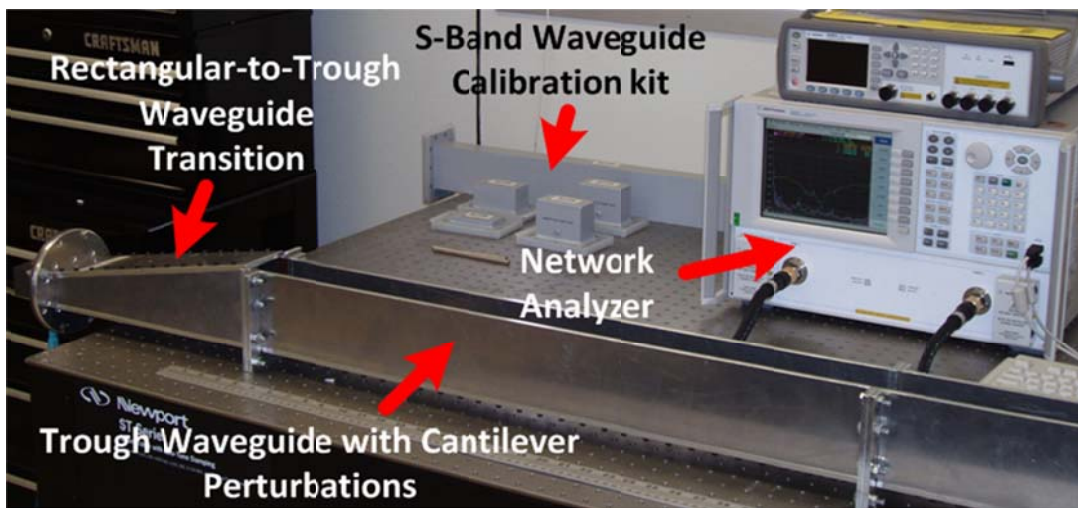 CRAFTSMAN
Rectangular-to-Trough
Waveguide
Transition
S-Band Waveguide
Calibration kit
Network
Analyzer
Newport
Trough Waveguide with Cantilever
Perturbations